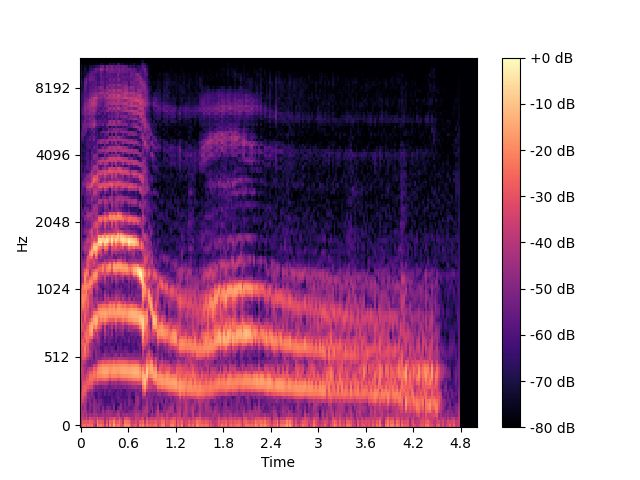 8192
4096
2048
1024
512
0
Hz
0 0.6 1.2 1.8 2.4 3 3.6 4.2 4.8
Time
+0 dB
-10 dB
-20 dB
-30 dB
-40 dB
-50 dB
-60 dB
-70 dB
-80 dB